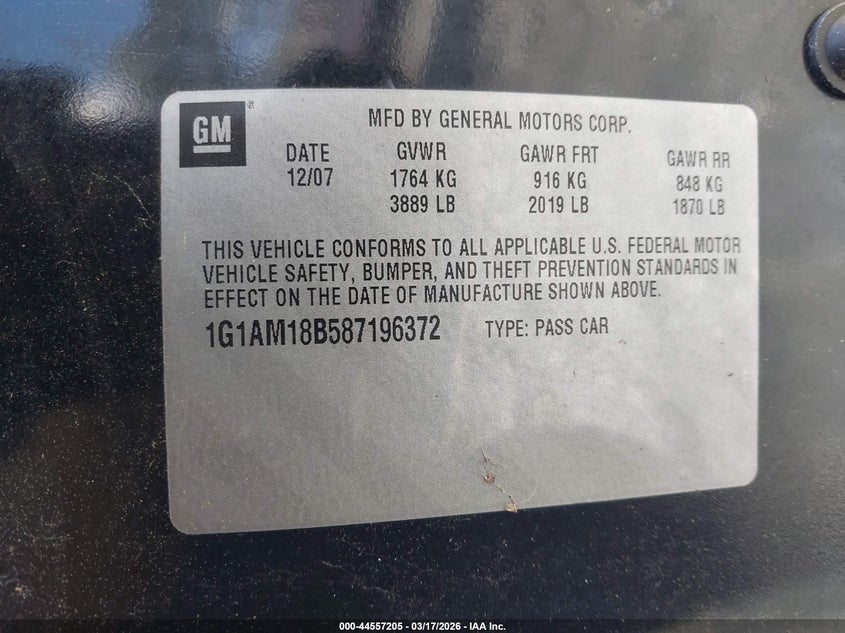 GM®
MFD BY GENERAL MOTORS CORP.
DATE GVWR GAWR FRT GAWR RR
12/07 1764 KG 916 KG 848 KG
3889 LB 2019 LB 1870 LB
THIS VEHICLE CONFORMS TO ALL APPLICABLE U.S. FEDERAL MOTOR
VEHICLE SAFETY, BUMPER, AND THEFT PREVENTION STANDARDS IN
EFFECT ON THE DATE OF MANUFACTURE SHOWN ABOVE.
1G1AM18B587196372 TYPE: PASS CAR
000-44557205 - 03/17/2026 - IAA Inc.